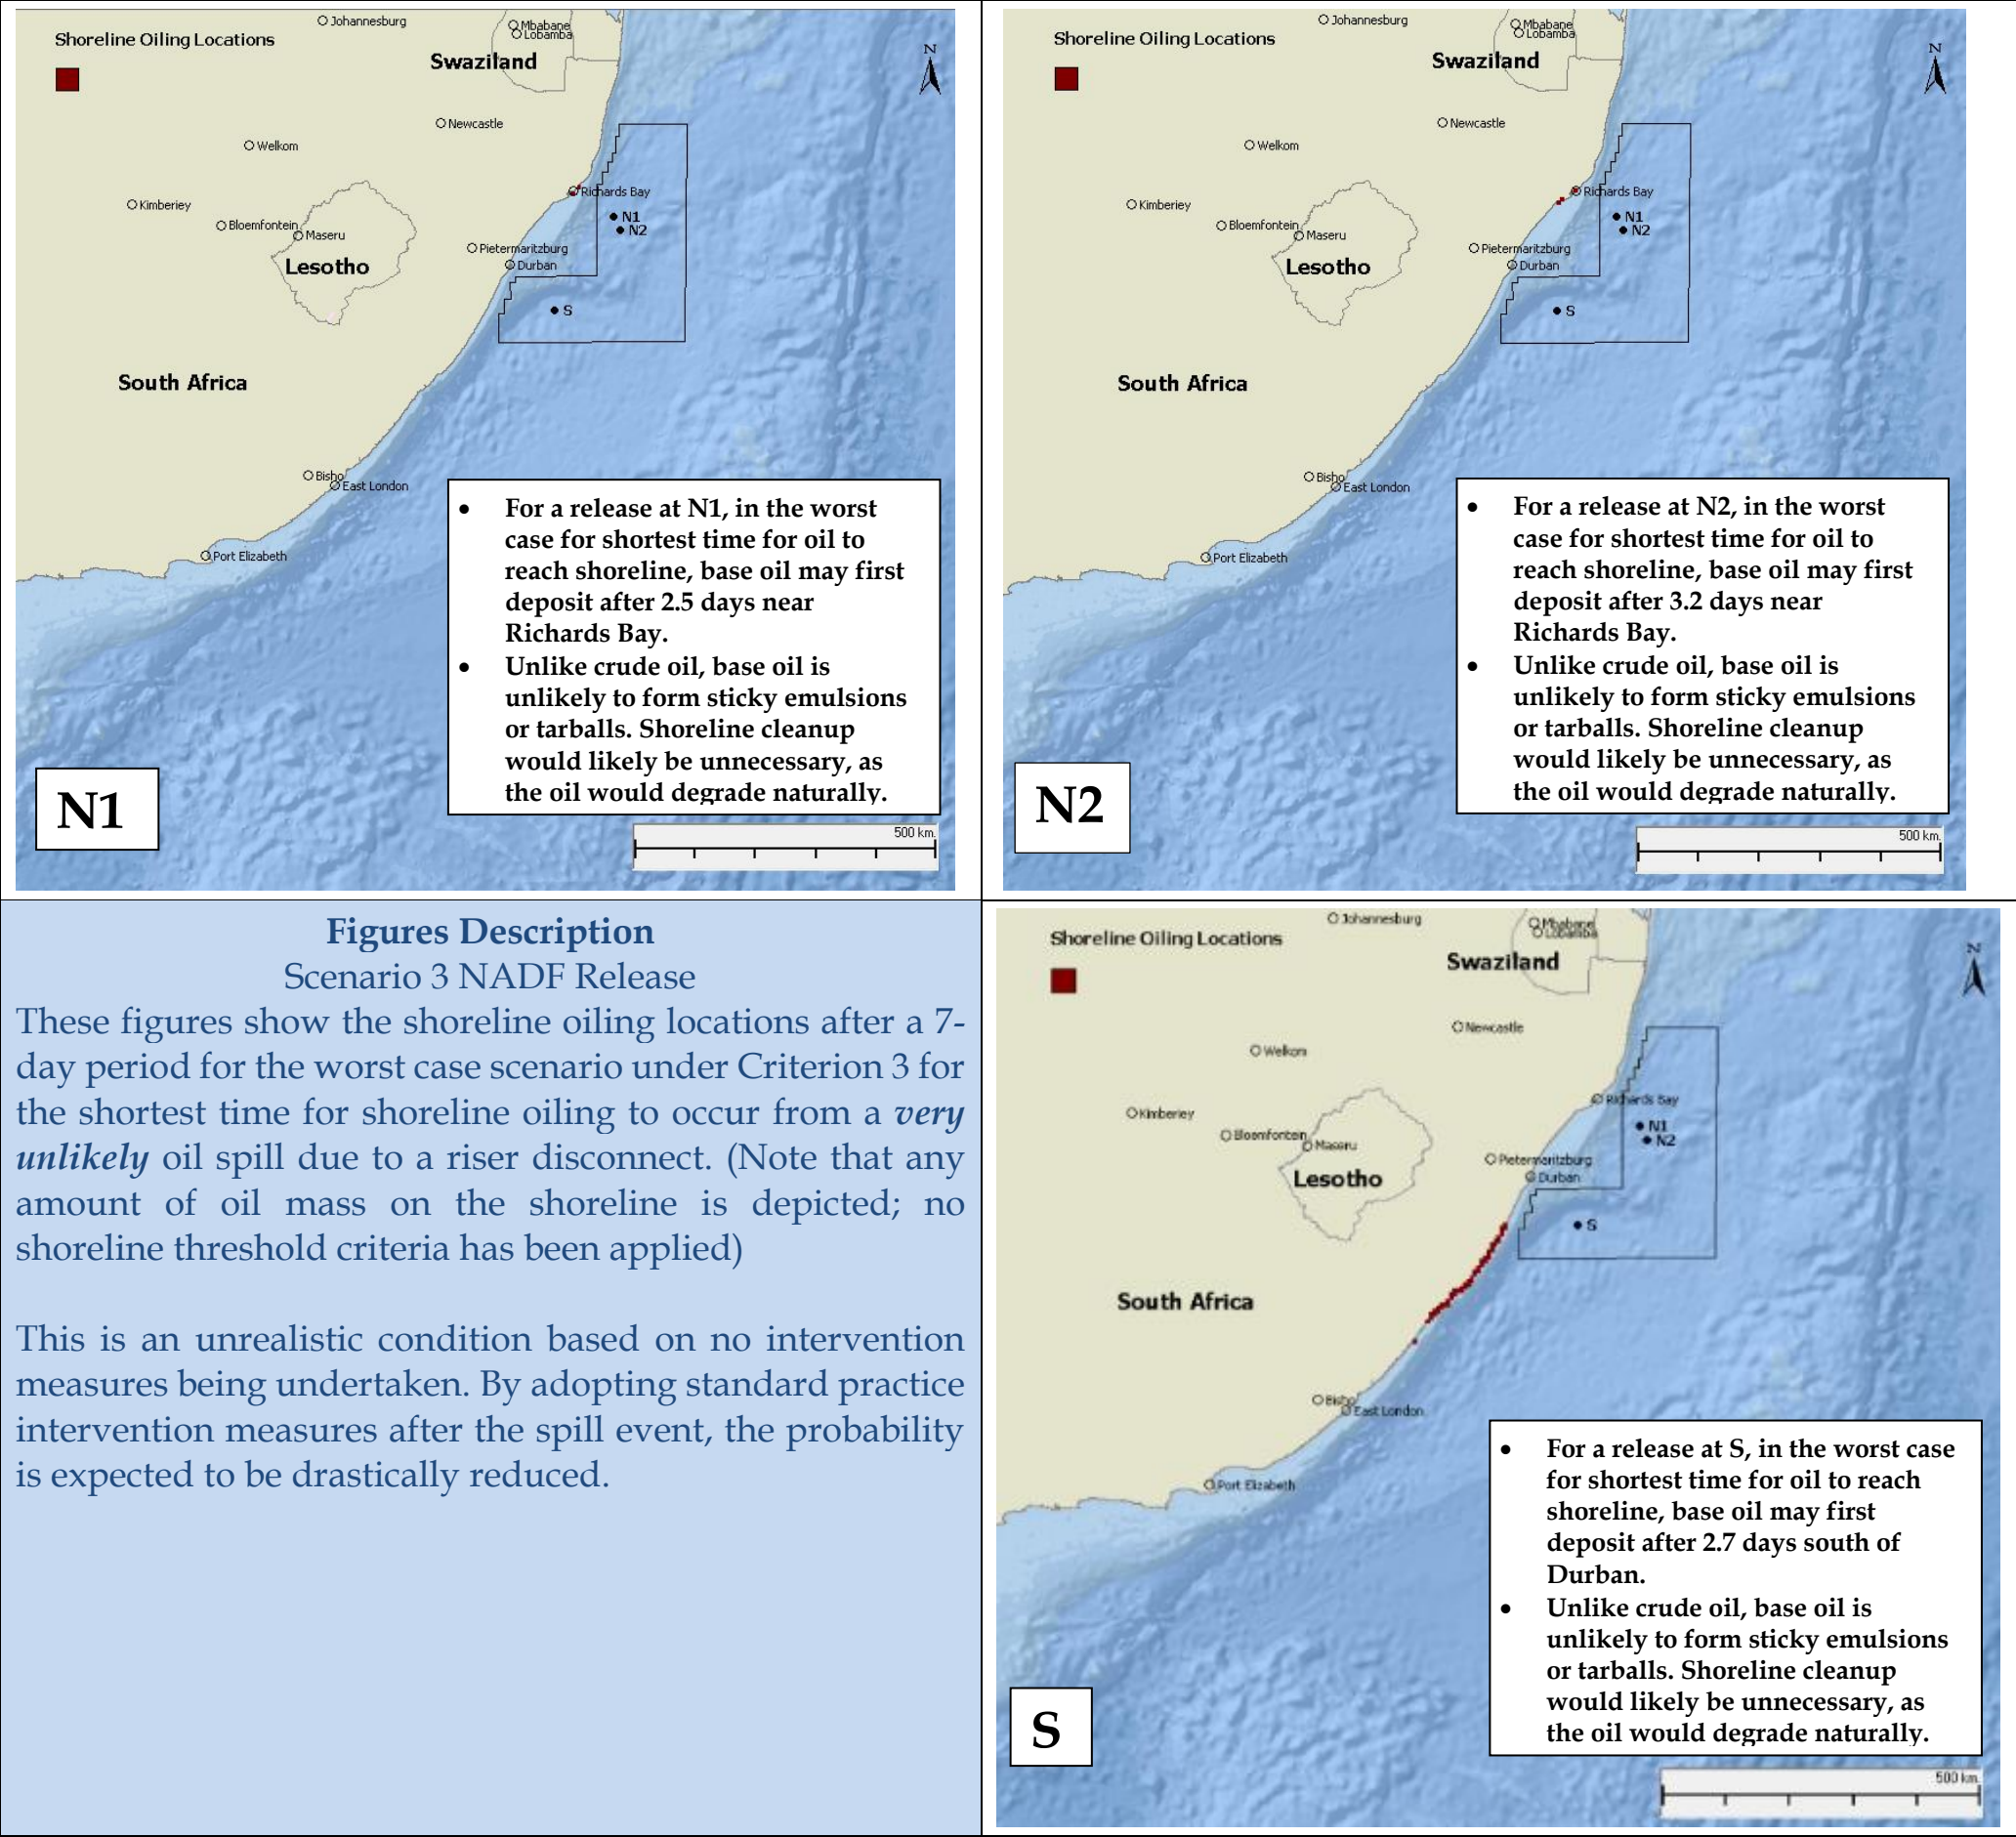 Shoreline Oiling Locations
Johannesburg
Mbabane
Lobamba
Swaziland
N
Newcastle
Welkom
Richards Bay
Kimberley
N1
Bloemfontein
N2
Maseru
Pietermaritzburg
Lesotho
Durban
S
South Africa
Bisho
East London
Port Elizabeth
• For a release at N1, in the worst
case for shortest time for oil to
reach shoreline, base oil may first
deposit after 2.5 days near
Richards Bay.
• Unlike crude oil, base oil is
unlikely to form sticky emulsions
or tarballs. Shoreline cleanup
would likely be unnecessary, as
the oil would degrade naturally.
N1
500 km.
Shoreline Oiling Locations
Johannesburg
Mbabane
Lobamba
Swaziland
N
Newcastle
Welkom
Richards Bay
Kimberley
N1
Bloemfontein
N2
Maseru
Pietermaritzburg
Lesotho
Durban
S
South Africa
Bisho
East London
Port Elizabeth
• For a release at N2, in the worst
case for shortest time for oil to
reach shoreline, base oil may first
deposit after 3.2 days near
Richards Bay.
• Unlike crude oil, base oil is
unlikely to form sticky emulsions
or tarballs. Shoreline cleanup
would likely be unnecessary, as
the oil would degrade naturally.
N2
500 km.
Figures Description
Scenario 3 NADF Release
These figures show the shoreline oiling locations after a 7-
day period for the worst case scenario under Criterion 3 for
the shortest time for shoreline oiling to occur from a very
unlikely oil spill due to a riser disconnect. (Note that any
amount of oil mass on the shoreline is depicted; no
shoreline threshold criteria has been applied)
This is an unrealistic condition based on no intervention
measures being undertaken. By adopting standard practice
intervention measures after the spill event, the probability
is expected to be drastically reduced.
Shoreline Oiling Locations
Johannesburg
Mbabane
Lobamba
Swaziland
N
Newcastle
Welkom
Richards Bay
Kimberley
N1
Bloemfontein
N2
Maseru
Pietermaritzburg
Lesotho
Durban
S
South Africa
Bisho
East London
Port Elizabeth
• For a release at S, in the worst case
for shortest time for oil to reach
shoreline, base oil may first
deposit after 2.7 days south of
Durban.
• Unlike crude oil, base oil is
unlikely to form sticky emulsions
or tarballs. Shoreline cleanup
would likely be unnecessary, as
the oil would degrade naturally.
S
500 km.